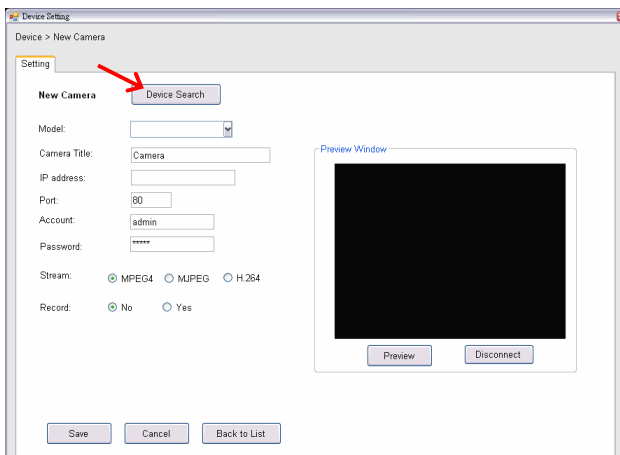 Device Setting
Device > New Camera
Setting
New Camera
Device Search
Model:
Camera Title: Camera
IP address:
Port: 80
Account: admin
Password: *****
Stream: MPEG4 MJPEG H.264
Record: No Yes
Preview Window
Preview Disconnect
Save Cancel Back to List